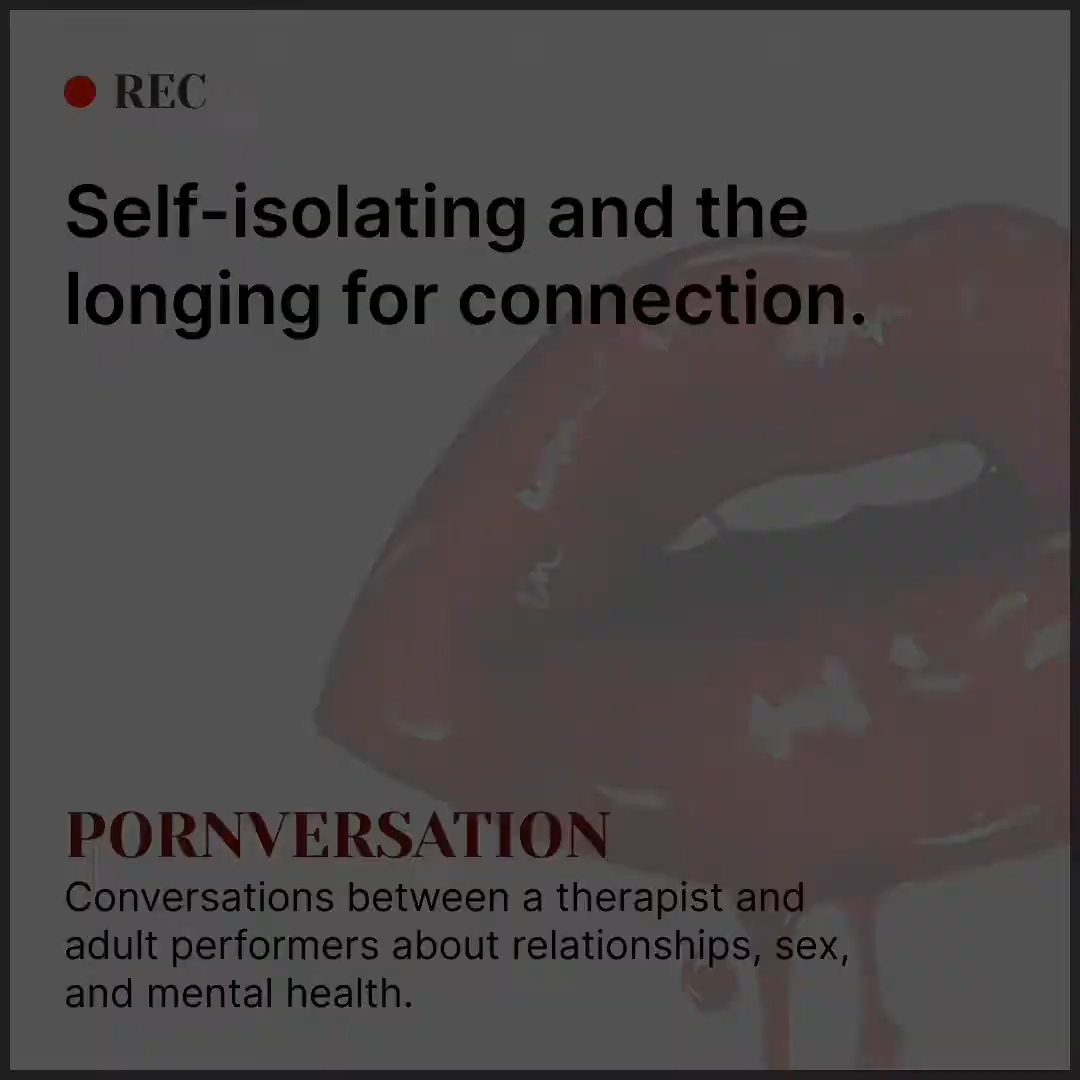 REC
Self-isolating and the
longing for connection.
PORNVERSATION
Conversations between a therapist and
adult performers about relationships, sex,
and mental health.